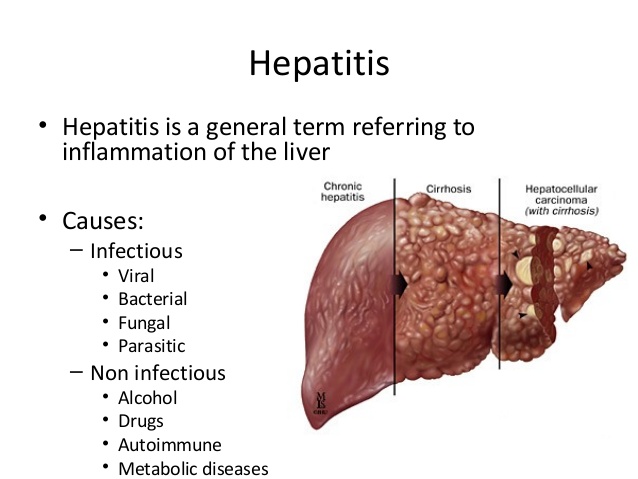 Hepatitis
• Hepatitis is a general term referring to
inflammation of the liver
• Causes:
– Infectious
• Viral
• Bacterial
• Fungal
• Parasitic
– Non infectious
• Alcohol
• Drugs
• Autoimmune
• Metabolic diseases
Chronic
hepatitis
Cirrhosis
Hepatocellular
carcinoma
(with cirrhosis)